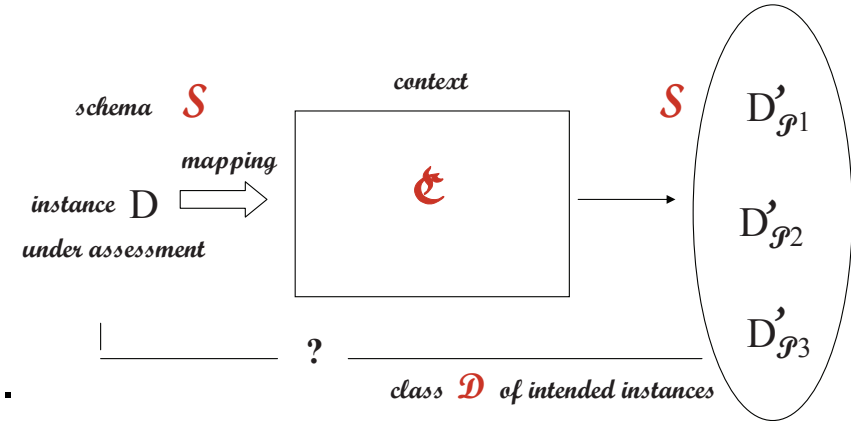 context
schema S
S
D’𝒫1
mapping
ℭ
instance D
under assessment
D’𝒫2
D’𝒫3
?
class 𝒟 of intended instances